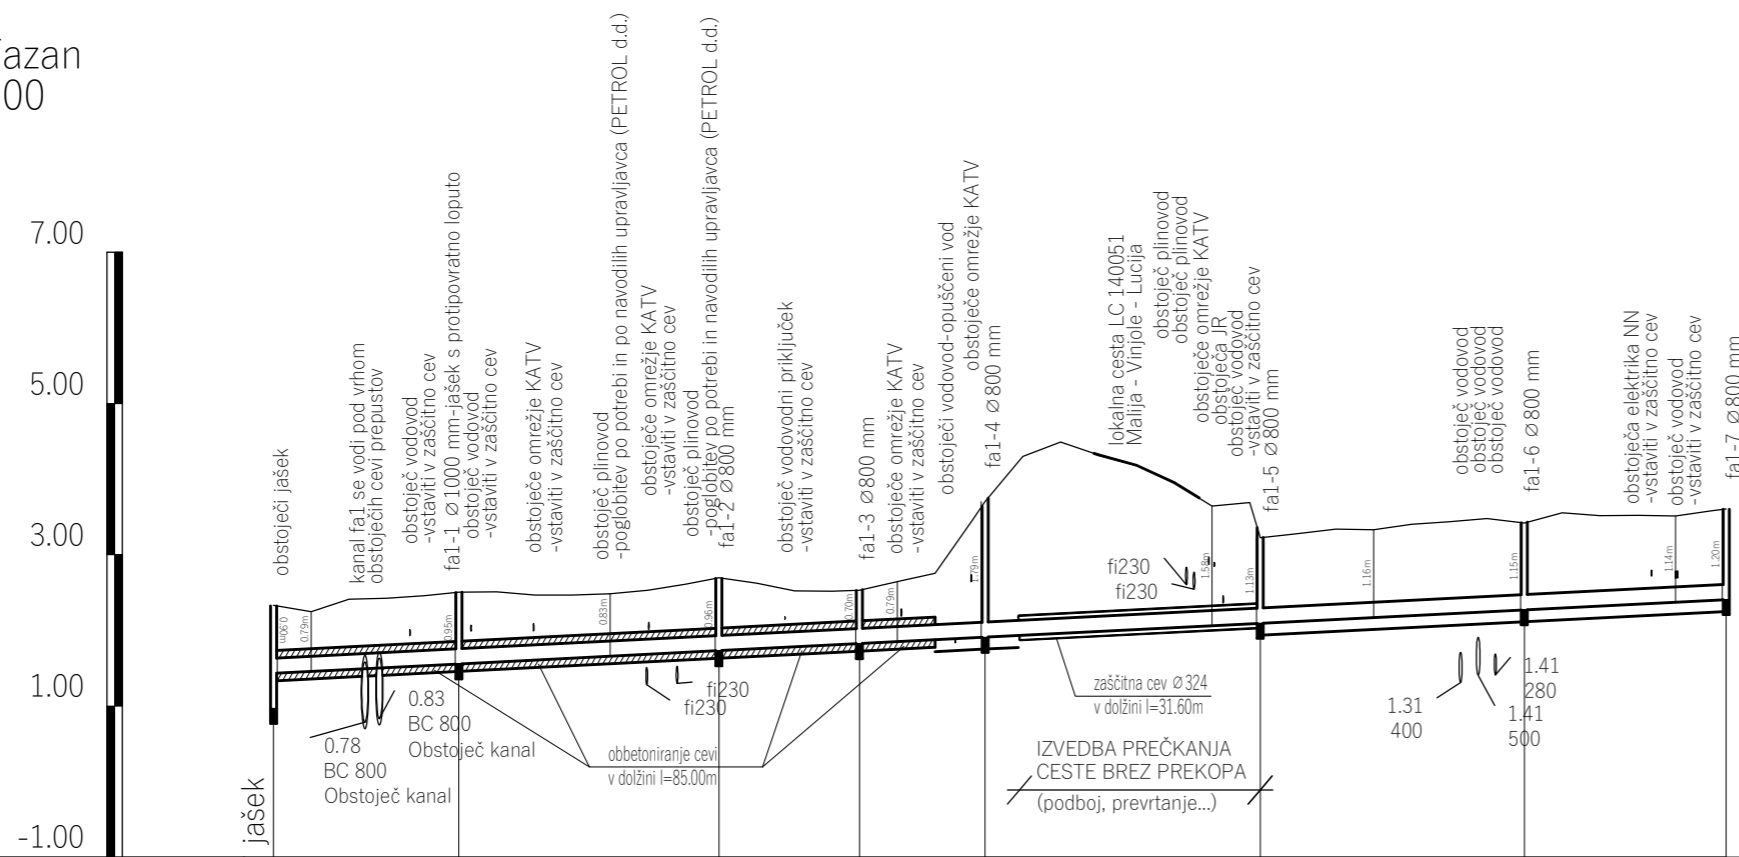 azan
00
7.00
5.00
3.00
1.00
-1.00
obstoječi jašek
kanal fa1 se vodi pod vrhom
obstoječih cevi prepustov
obstoječ vodovod
-vstaviti v zaščitno cev
fa1-1 Ø1000 mm-jašek s protipovratno loputo
obstoječ vodovod
-vstaviti v zaščitno cev
obstoječe omrežje KATV
-vstaviti v zaščitno cev
obstoječ plinovod
-poglobitev po potrebi in po navodilih upravljavca (PETROL d.d.)
obstoječe omrežje KATV
-vstaviti v zaščitno cev
obstoječ plinovod
-poglobitev po potrebi in navodilih upravljavca (PETROL d.d.)
fa1-2 Ø800 mm
obstoječ vodovodni priključek
-vstaviti v zaščitno cev
fa1-3 Ø800 mm
obstoječe omrežje KATV
-vstaviti v zaščitno cev
obstoječi vodovod-opuščeni vod
obstoječe omrežje KATV
fa1-4 Ø800 mm
lokalna cesta LC 140051
Malija - Vinjole - Lucija
obstoječ plinovod
obstoječ plinovod
obstoječe omrežje KATV
obstoječa JR
obstoječ vodovod
-vstaviti v zaščitno cev
fa1-5 Ø800 mm
obstoječ vodovod
obstoječ vodovod
obstoječ vodovod
fa1-6 Ø800 mm
obstoječa elektrika NN
-vstaviti v zaščitno cev
obstoječ vodovod
-vstaviti v zaščitno cev
fa1-7 Ø800 mm
0.90m
0.79m
0.95m
0.83m
0.96m
0.70m
0.79m
1.79m
1.58m
1.13m
1.16m
1.15m
1.14m
1.20m
fi230
fi230
fi230
fi230
0.83
BC 800
Obstoječ kanal
0.78
BC 800
Obstoječ kanal
obbetoniranje cevi
v dolžini l=85.00m
zaščitna cev Ø324
v dolžini l=31.60m
IZVEDBA PREČKANJA
CESTE BREZ PREKOPA
(podboj, prevrtanje...)
1.31
400
1.41
280
1.41
500
jašek